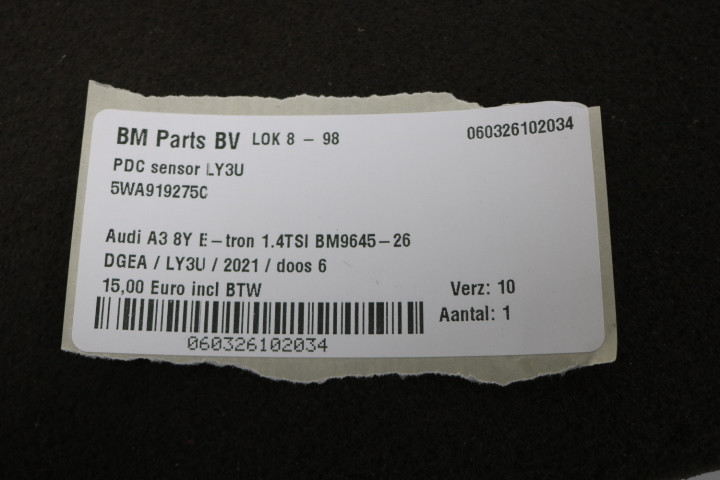 BM Parts BV LOK 8 - 98 060326102034
PDC sensor LY3U
5WA919275C
Audi A3 8Y E-tron 1.4TSI BM9645-26
DGEA / LY3U / 2021 / doos 6
15,00 Euro incl BTW Verz: 10
Aantal: 1
060326102034